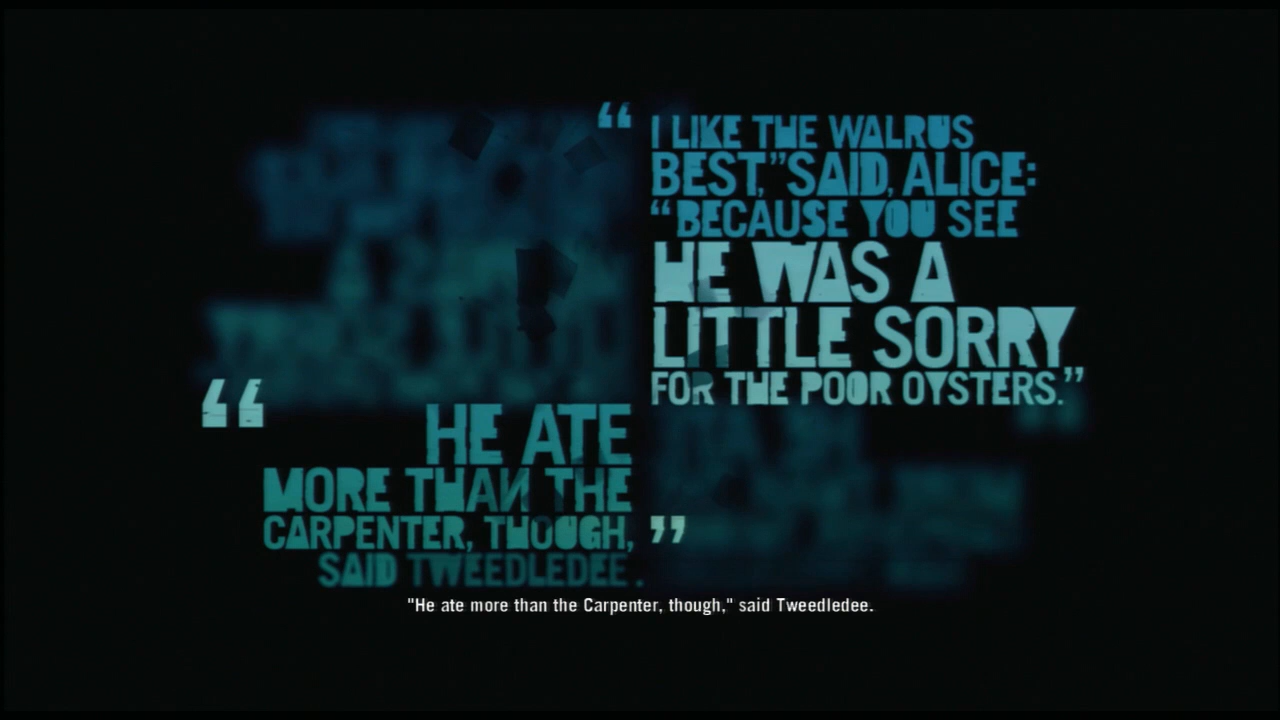 “ I LIKE THE WALRUS
BEST,” SAID, ALICE:
“BECAUSE YOU SEE
HE WAS A
LITTLE SORRY
FOR THE POOR OYSTERS.”
“ HE ATE
MORE THAN THE
CARPENTER, THOUGH, ”
SAID TWEEDLEDEE.
"He ate more than the Carpenter, though," said Tweedledee.